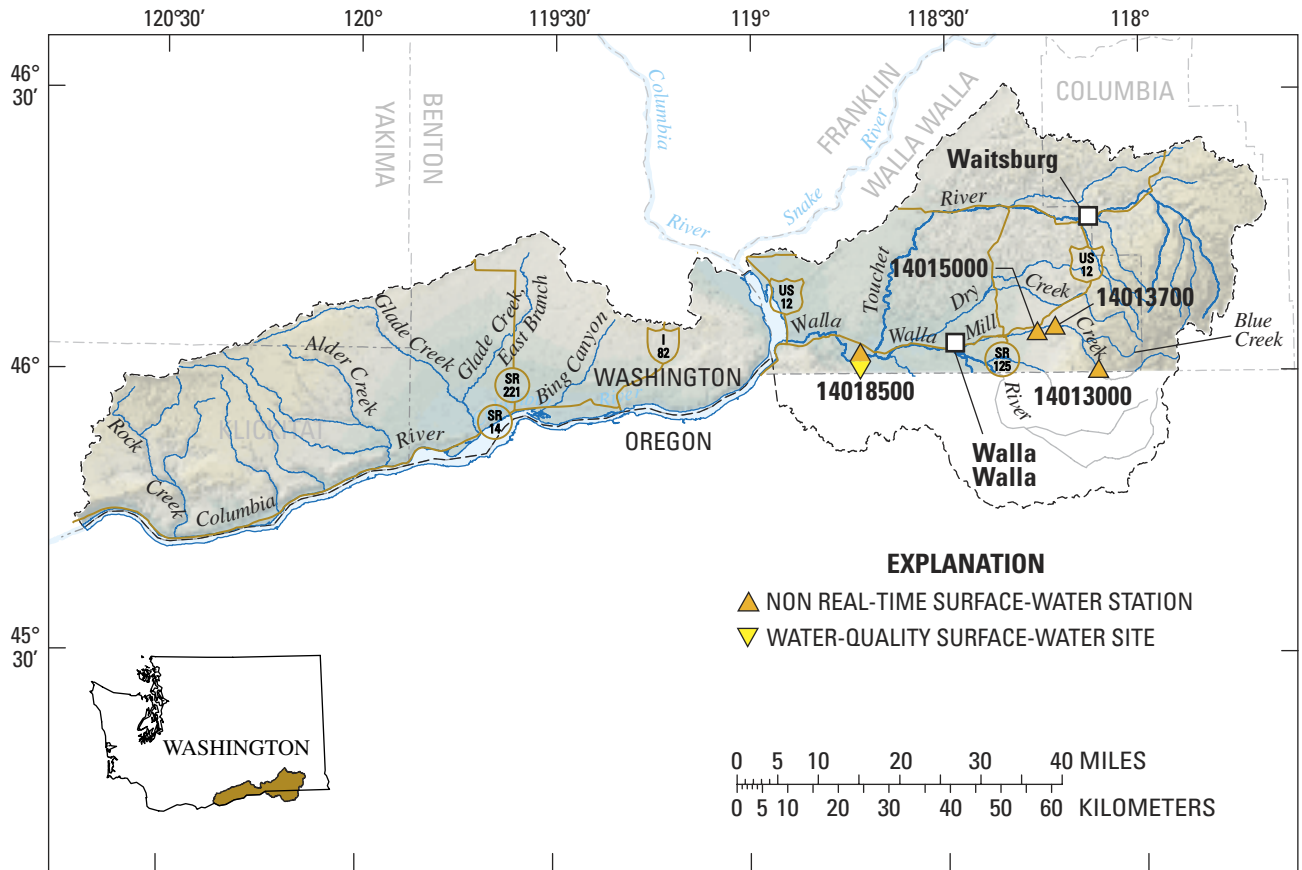 120°30′ 120° 119°30′ 119° 118°30′ 118°
46°
30′
46°
45°
30′
YAKIMA
BENTON
FRANKLIN
WALLA WALLA
COLUMBIA
KLICKITAT
Columbia
River
Snake
River
Waitsburg
River
Touchet
14015000
US
12
Dry
Creek
14013700
US
12
Walla
Walla
Mill
Creek
Blue
Creek
SR
125
River
14018500
14013000
Walla
Walla
Glade Creek
Alder
Creek
Glade Creek
East Branch
Bing Canyon
I
82
WASHINGTON
River
OREGON
SR
221
SR
14
Rock
Creek
Columbia
River
EXPLANATION
NON REAL-TIME SURFACE-WATER STATION
WATER-QUALITY SURFACE-WATER SITE
WASHINGTON
0 5 10 20 30 40 MILES
0 5 10 20 30 40 50 60 KILOMETERS